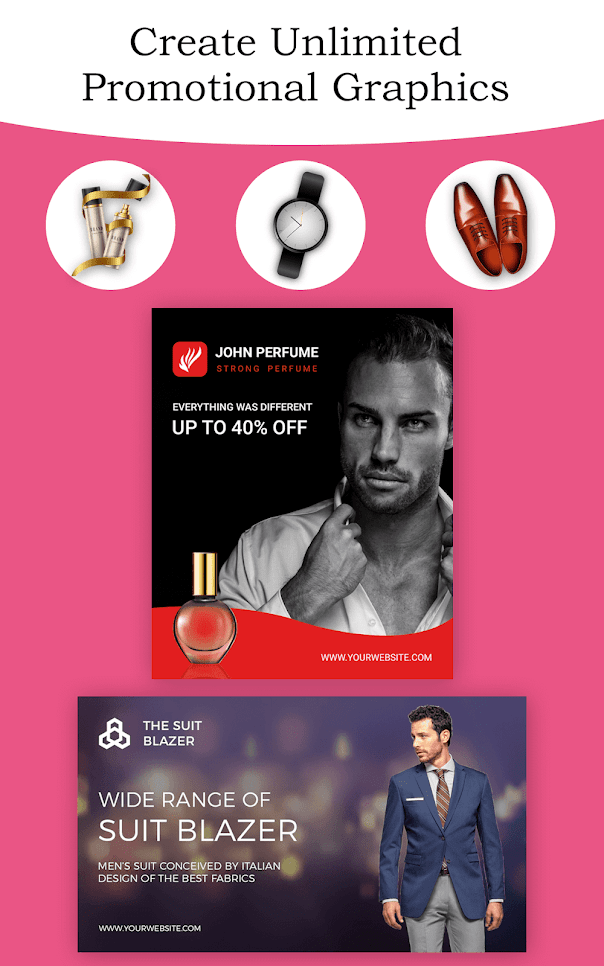 Create Unlimited
Promotional Graphics
JOHN PERFUME
STRONG PERFUME
EVERYTHING WAS DIFFERENT
UP TO 40% OFF
WWW.YOURWEBSITE.COM
THE SUIT
BLAZER
WIDE RANGE OF
SUIT BLAZER
MEN'S SUIT CONCEIVED BY ITALIAN
DESIGN OF THE BEST FABRICS
WWW.YOURWEBSITE.COM